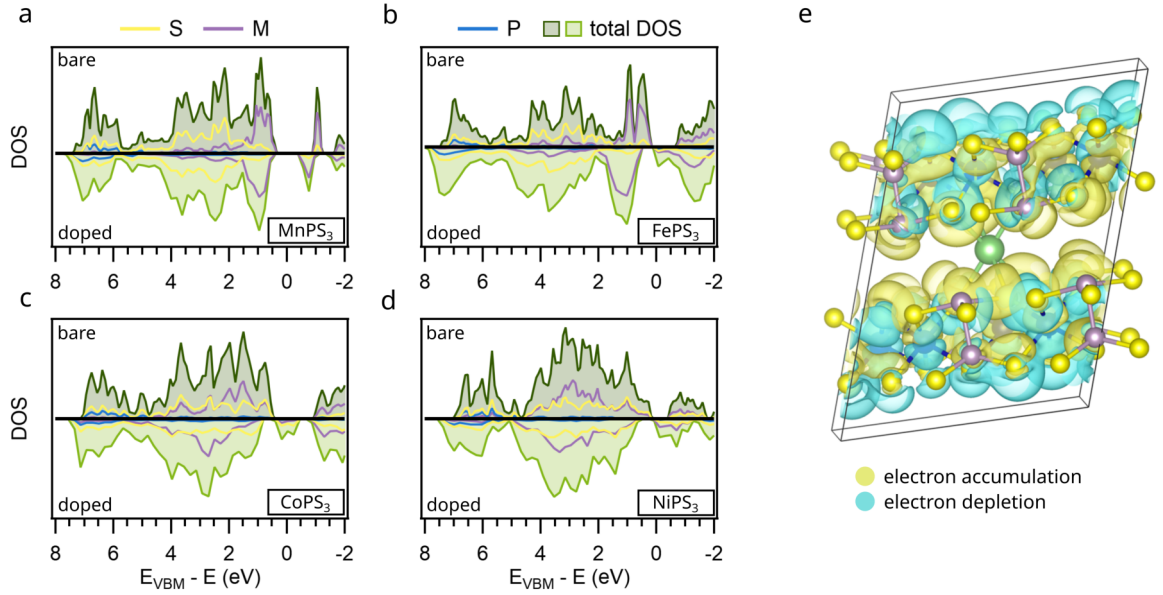 a
S M
bare
DOS
doped
MnPS₃
8 6 4 2 0 -2
b
P total DOS
bare
doped
FePS₃
8 6 4 2 0 -2
c
bare
DOS
doped
CoPS₃
8 6 4 2 0 -2
E_VBM - E (eV)
d
bare
doped
NiPS₃
8 6 4 2 0 -2
E_VBM - E (eV)
e
electron accumulation
electron depletion